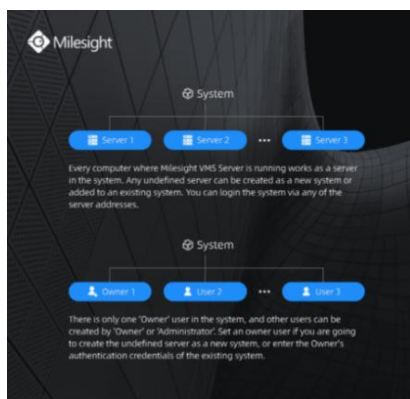 Milesight
System
Server 1
Server 2
•••
Server 3
Every computer where Milesight VMS Server is running works as a server
in the system. Any undefined server can be created as a new system or
added to an existing system. You can login the system via any of the
server addresses.
System
Owner 1
User 2
•••
User 3
There is only one 'Owner' user in the system, and other users can be
created by 'Owner' or 'Administrator'. Set an owner user if you are going
to create the undefined server as a new system, or enter the Owner's
authentication credentials of the existing system.